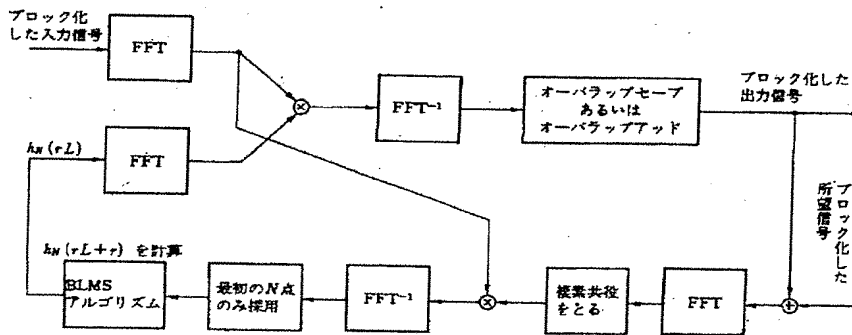 ブロック化
した入力信号
FFT
FFT⁻¹
オーバラップセーブ
あるいは
オーバラップアッド
ブロック化した
出力信号
h_N(rL)
FFT
ブロック化した
所望信号
h_N(rL+r) を計算
BLMS
アルゴリズム
最初のN点
のみ採用
FFT⁻¹
複素共役
をとる
FFT